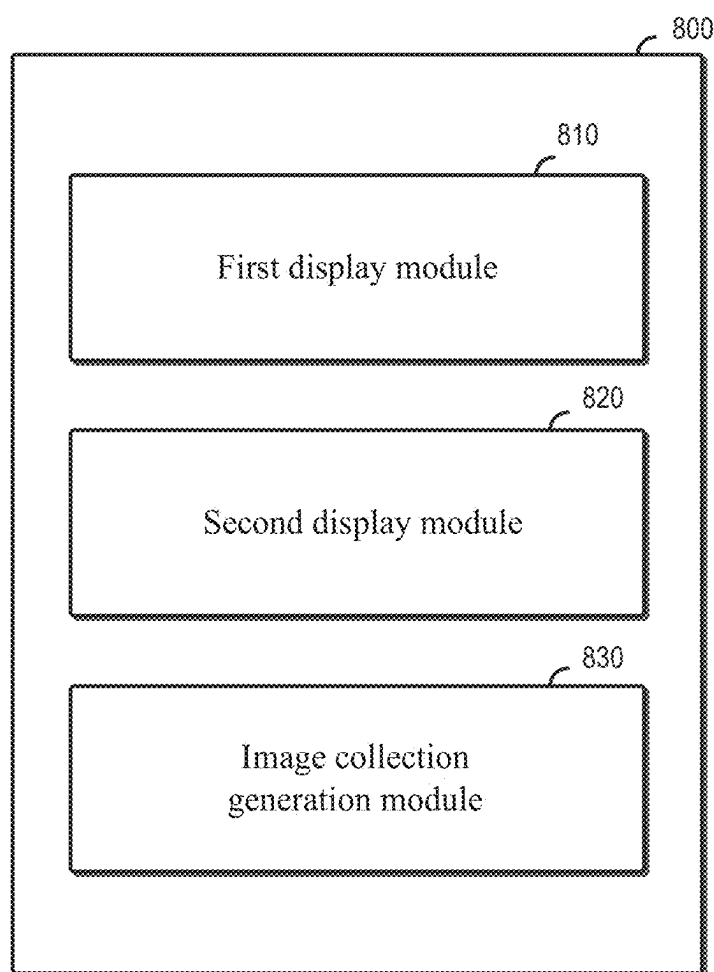 800
810
First display module
820
Second display module
830
Image collection
generation module